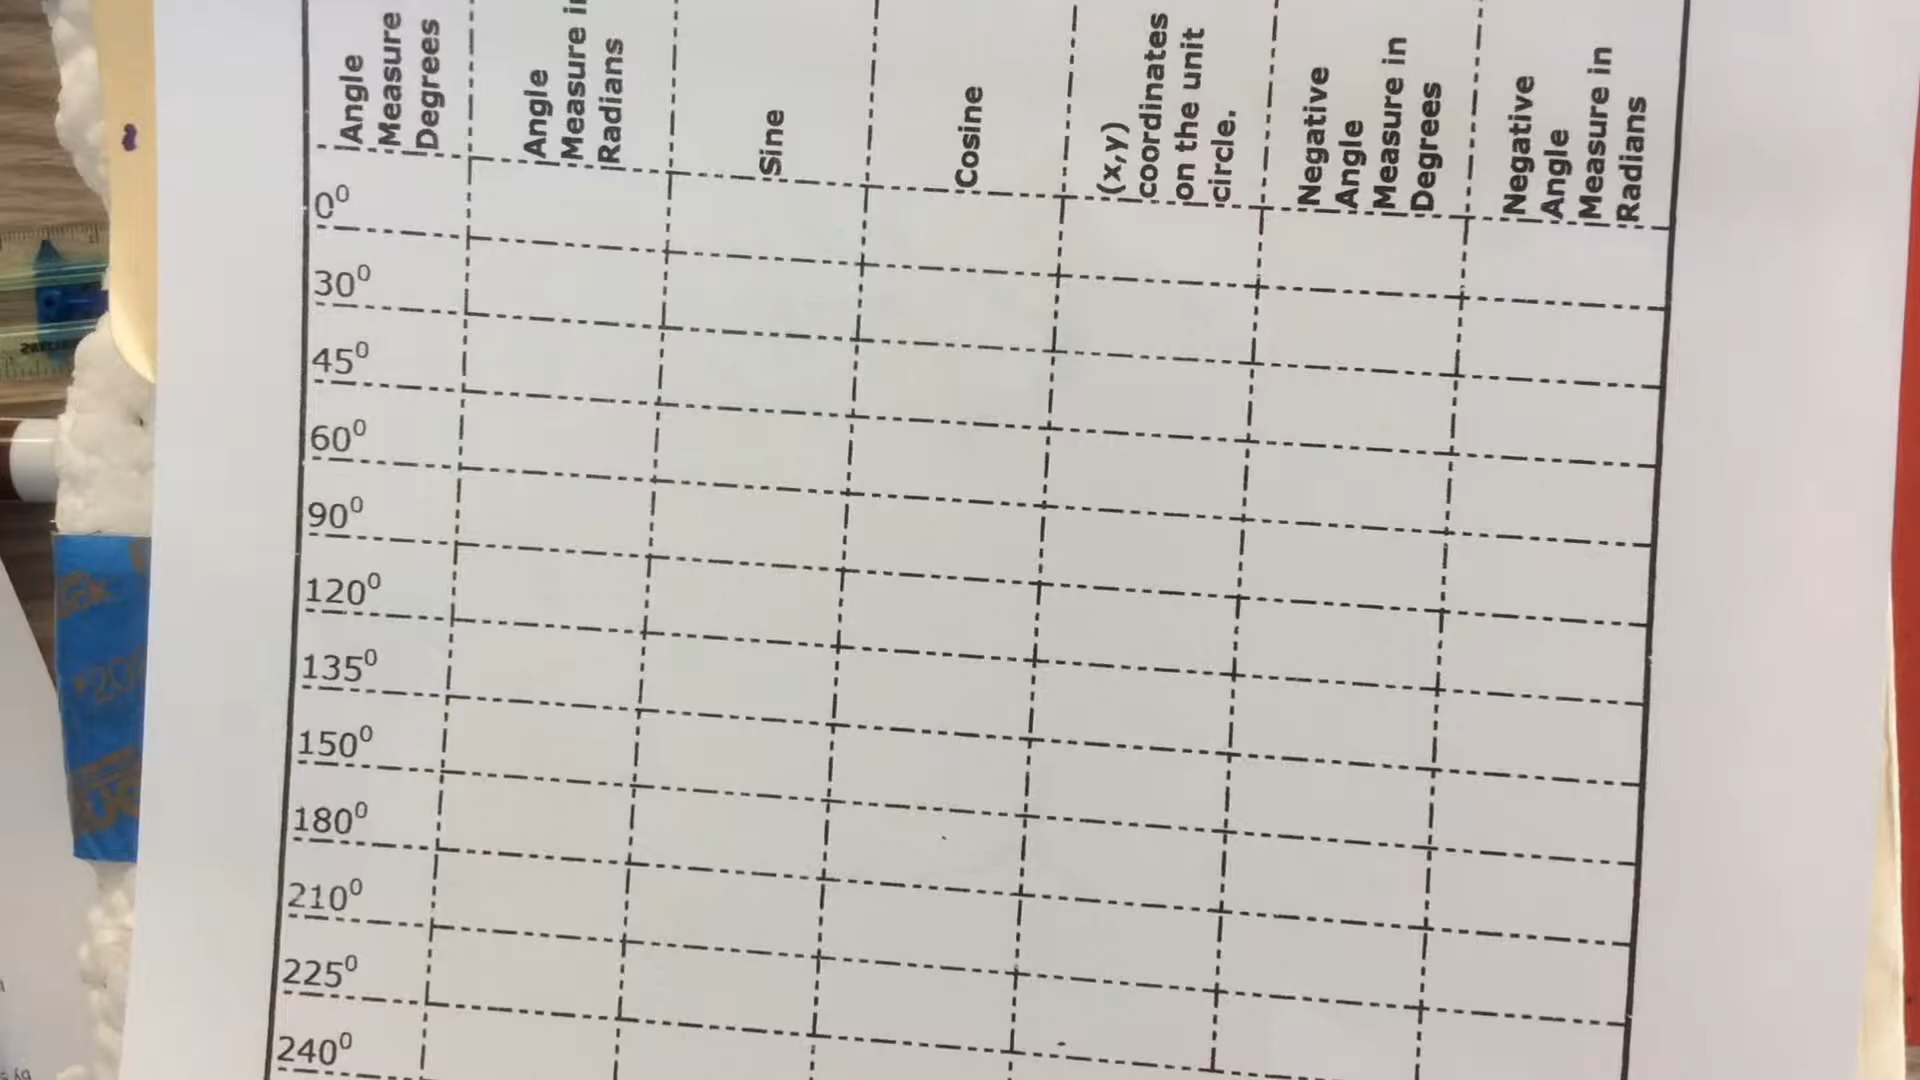 Angle
Measure
Degrees
Angle
Measure
Radians
Sine
Cosine
(x,y)
coordinates
on the unit
circle.
Negative
Angle
Measure in
Degrees
Negative
Angle
Measure in
Radians
0⁰
30⁰
45⁰
60⁰
90⁰
120⁰
135⁰
150⁰
180⁰
210⁰
225⁰
240⁰